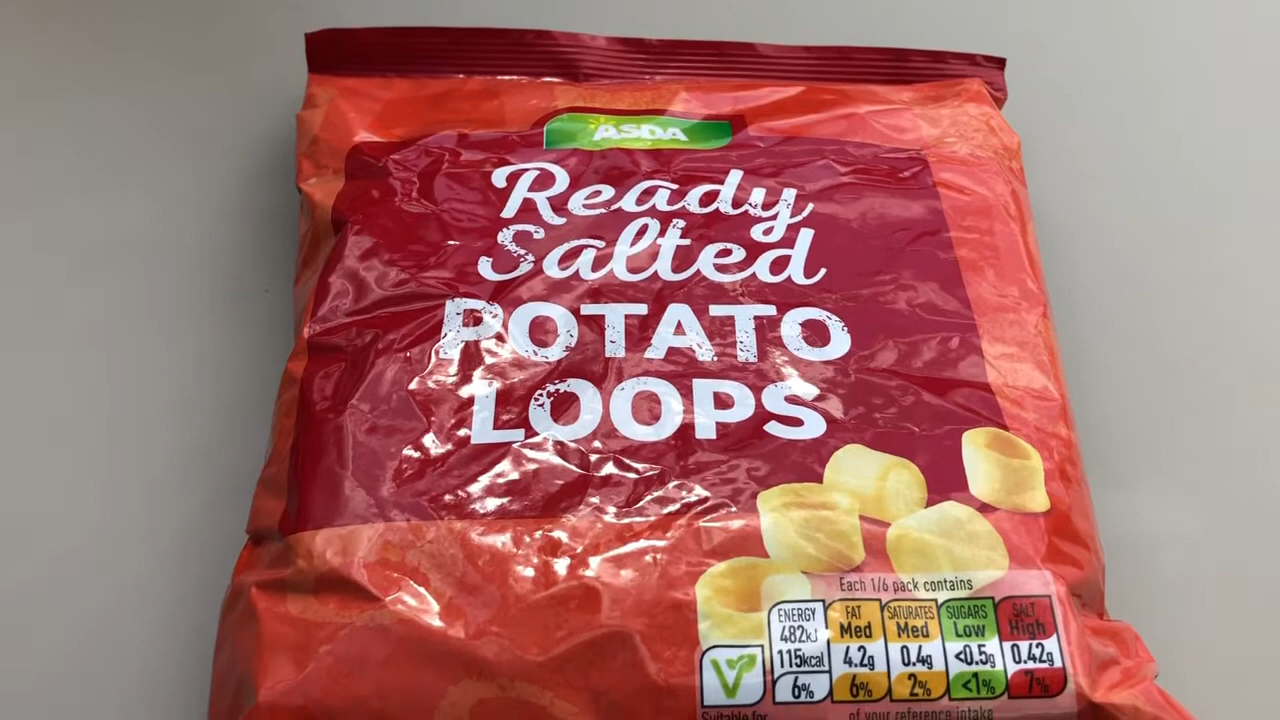 ASDA
Ready
Salted
POTATO
LOOPS
Each 1/6 pack contains
ENERGY FAT SATURATES SUGARS SALT
482kJ Med Med Low High
115kcal 4.2g 0.4g <0.5g 0.42g
6% 6% 2% <1% 7%
Suitable for of your reference intake